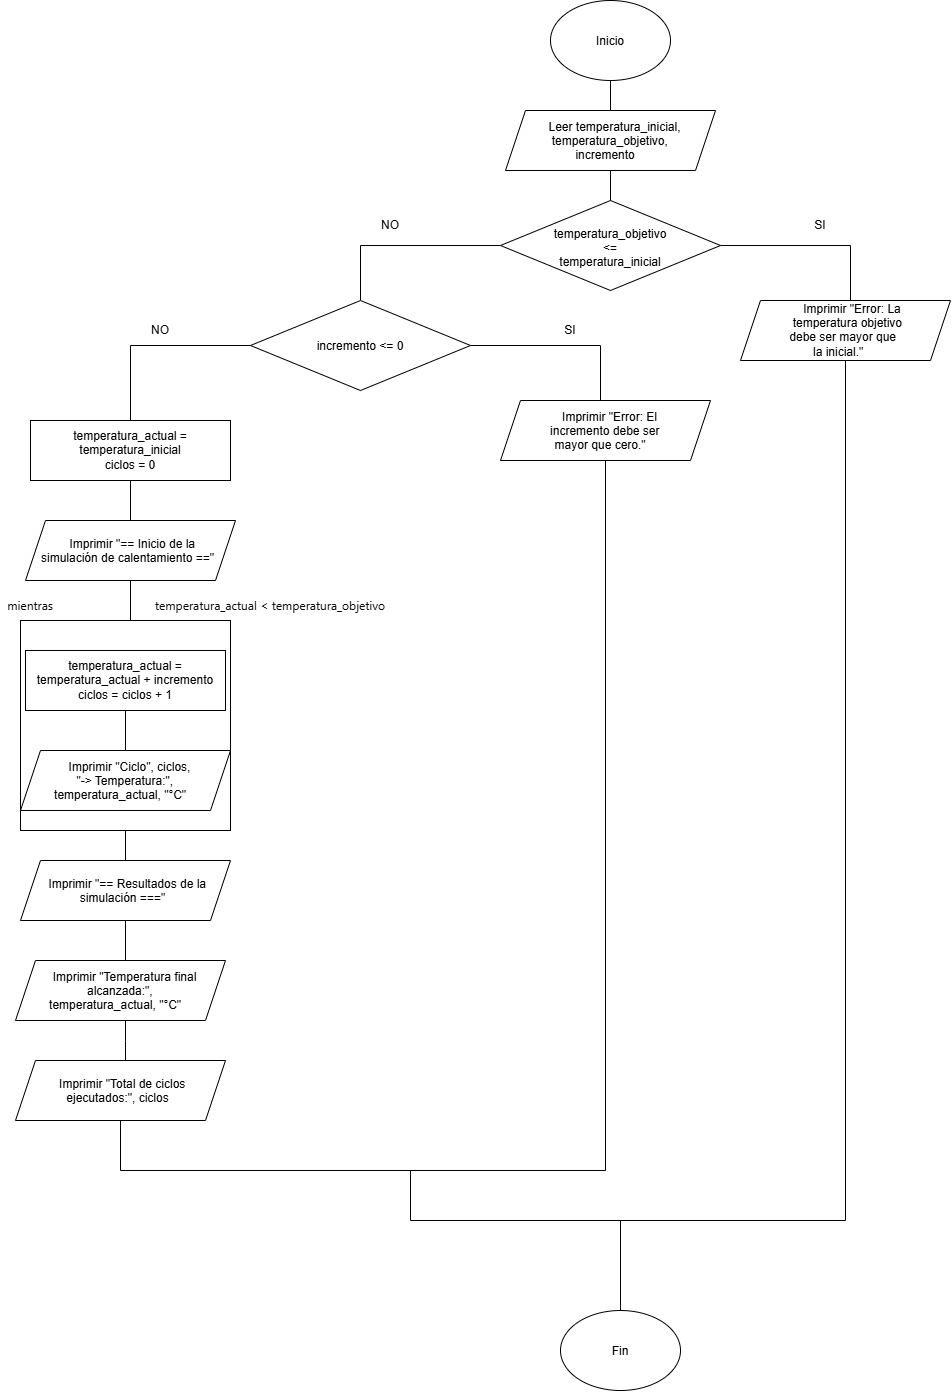 Inicio
Leer temperatura_inicial,
temperatura_objetivo,
incremento
NO
SI
temperatura_objetivo
<=
temperatura_inicial
NO
SI
incremento <= 0
Imprimir "Error: La
temperatura objetivo
debe ser mayor que
la inicial."
Imprimir "Error: El
incremento debe ser
mayor que cero."
temperatura_actual =
temperatura_inicial
ciclos = 0
Imprimir "== Inicio de la
simulación de calentamiento =="
mientras
temperatura_actual < temperatura_objetivo
temperatura_actual =
temperatura_actual + incremento
ciclos = ciclos + 1
Imprimir "Ciclo", ciclos,
"-> Temperatura:",
temperatura_actual, "°C"
Imprimir "== Resultados de la
simulación ==="
Imprimir "Temperatura final
alcanzada:",
temperatura_actual, "°C"
Imprimir "Total de ciclos
ejecutados:", ciclos
Fin